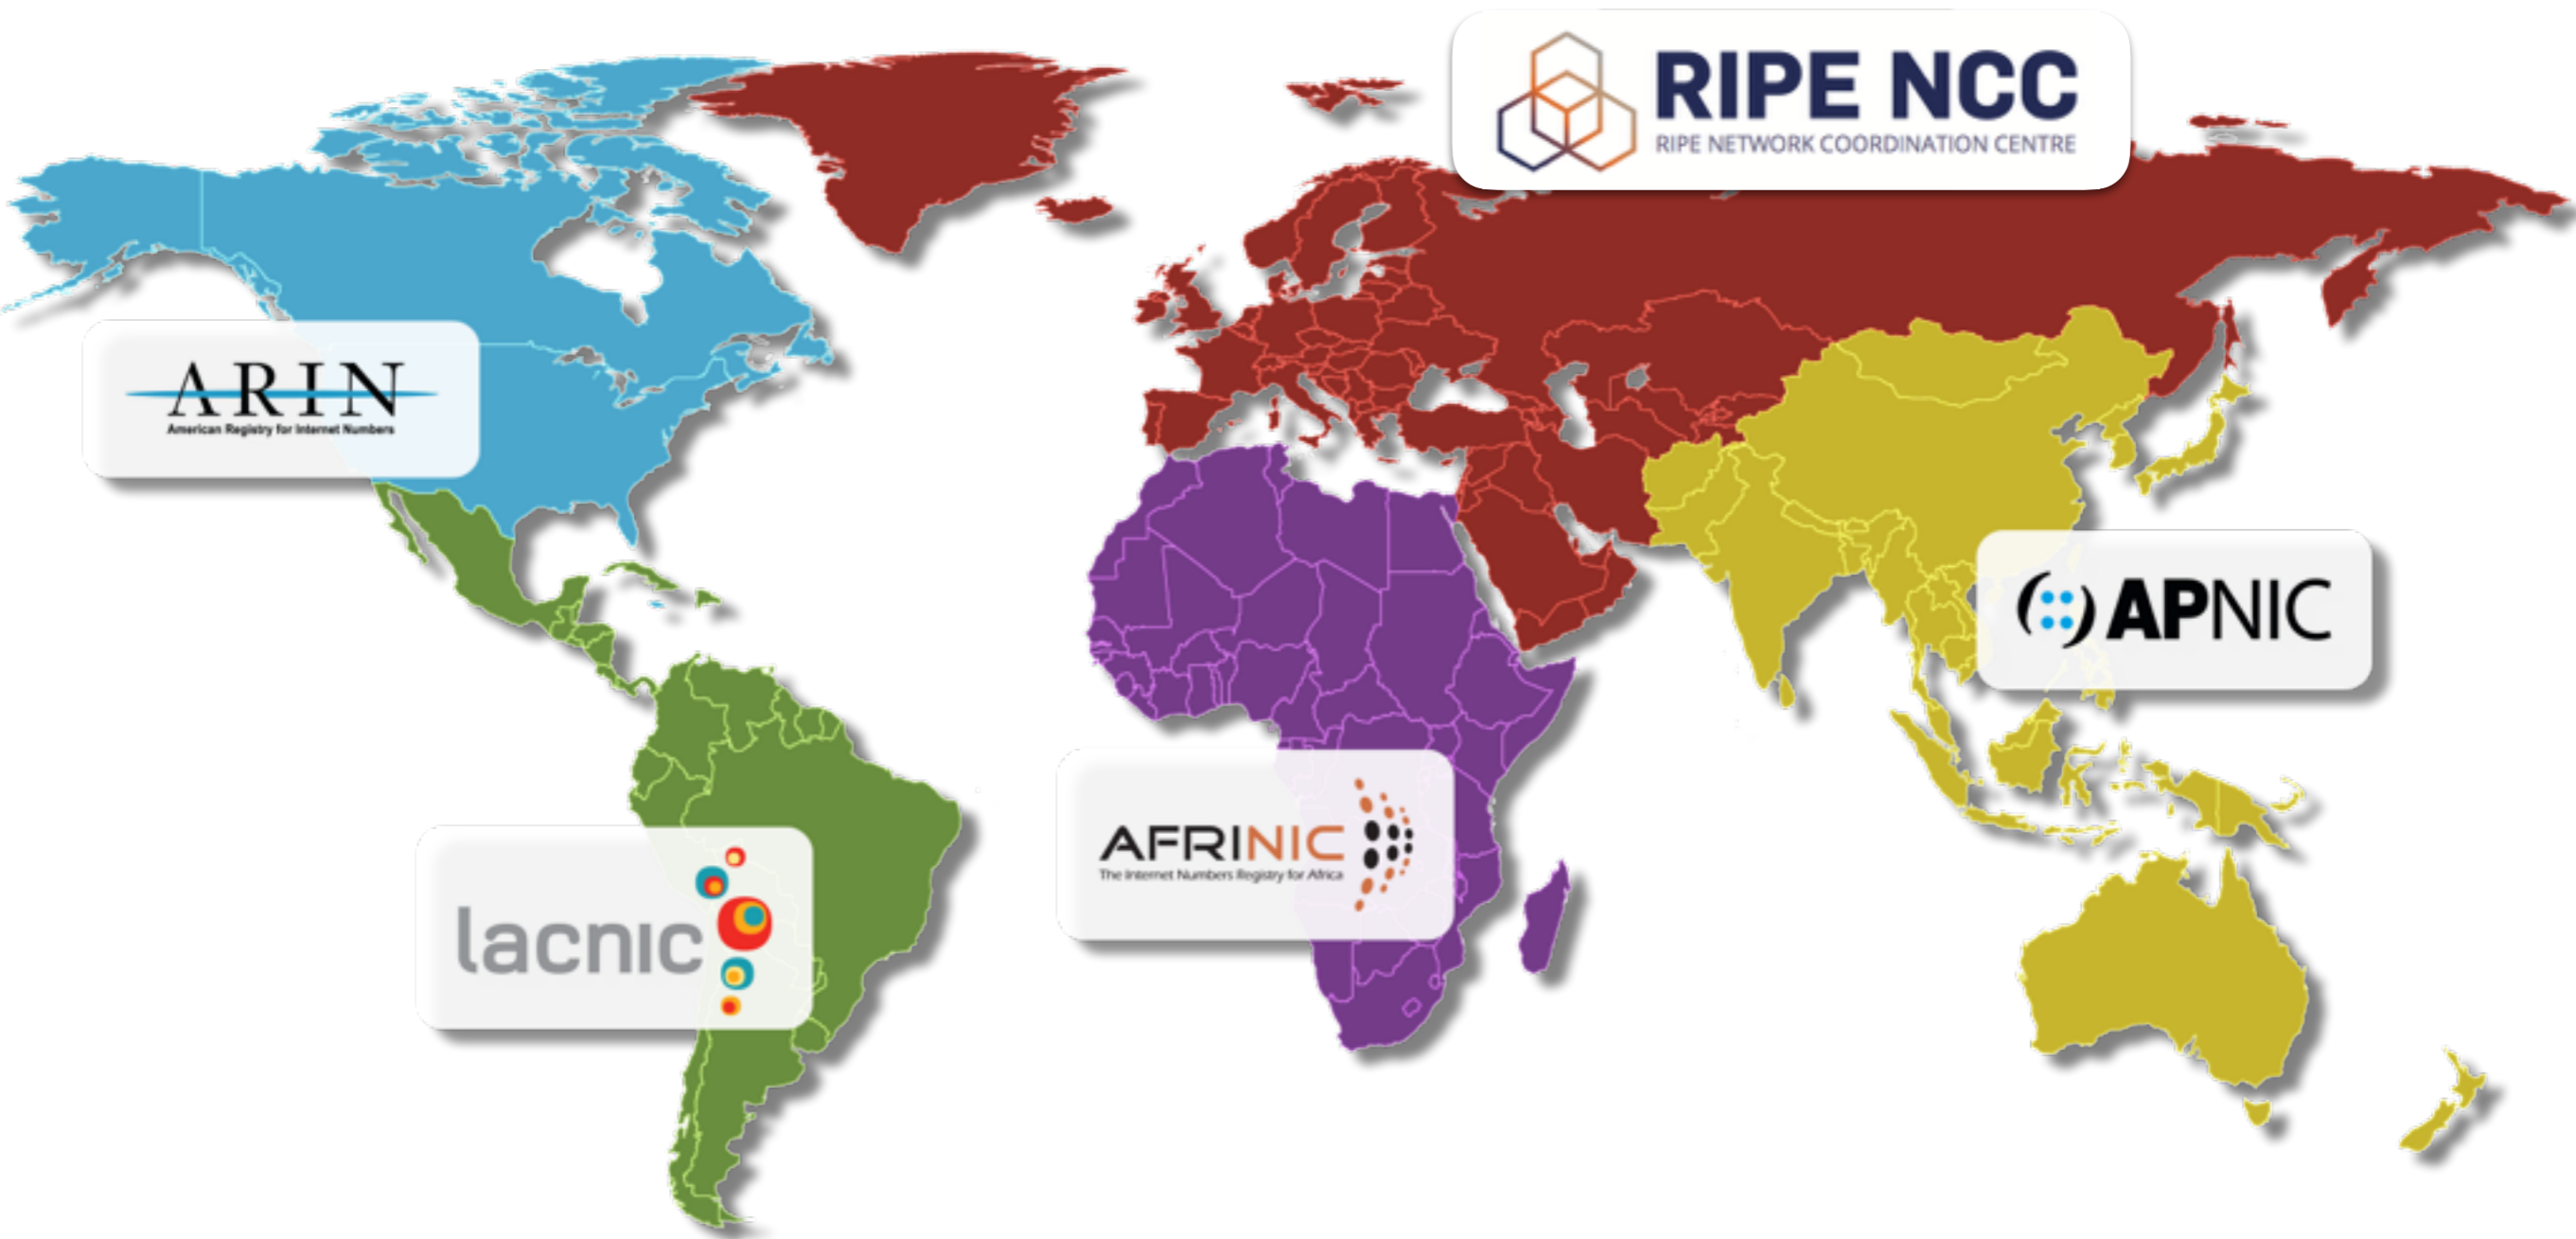 RIPE NCC
RIPE NETWORK COORDINATION CENTRE
ARIN
American Registry for Internet Numbers
APNIC
AFRINIC
The Internet Numbers Registry for Africa
lacnic